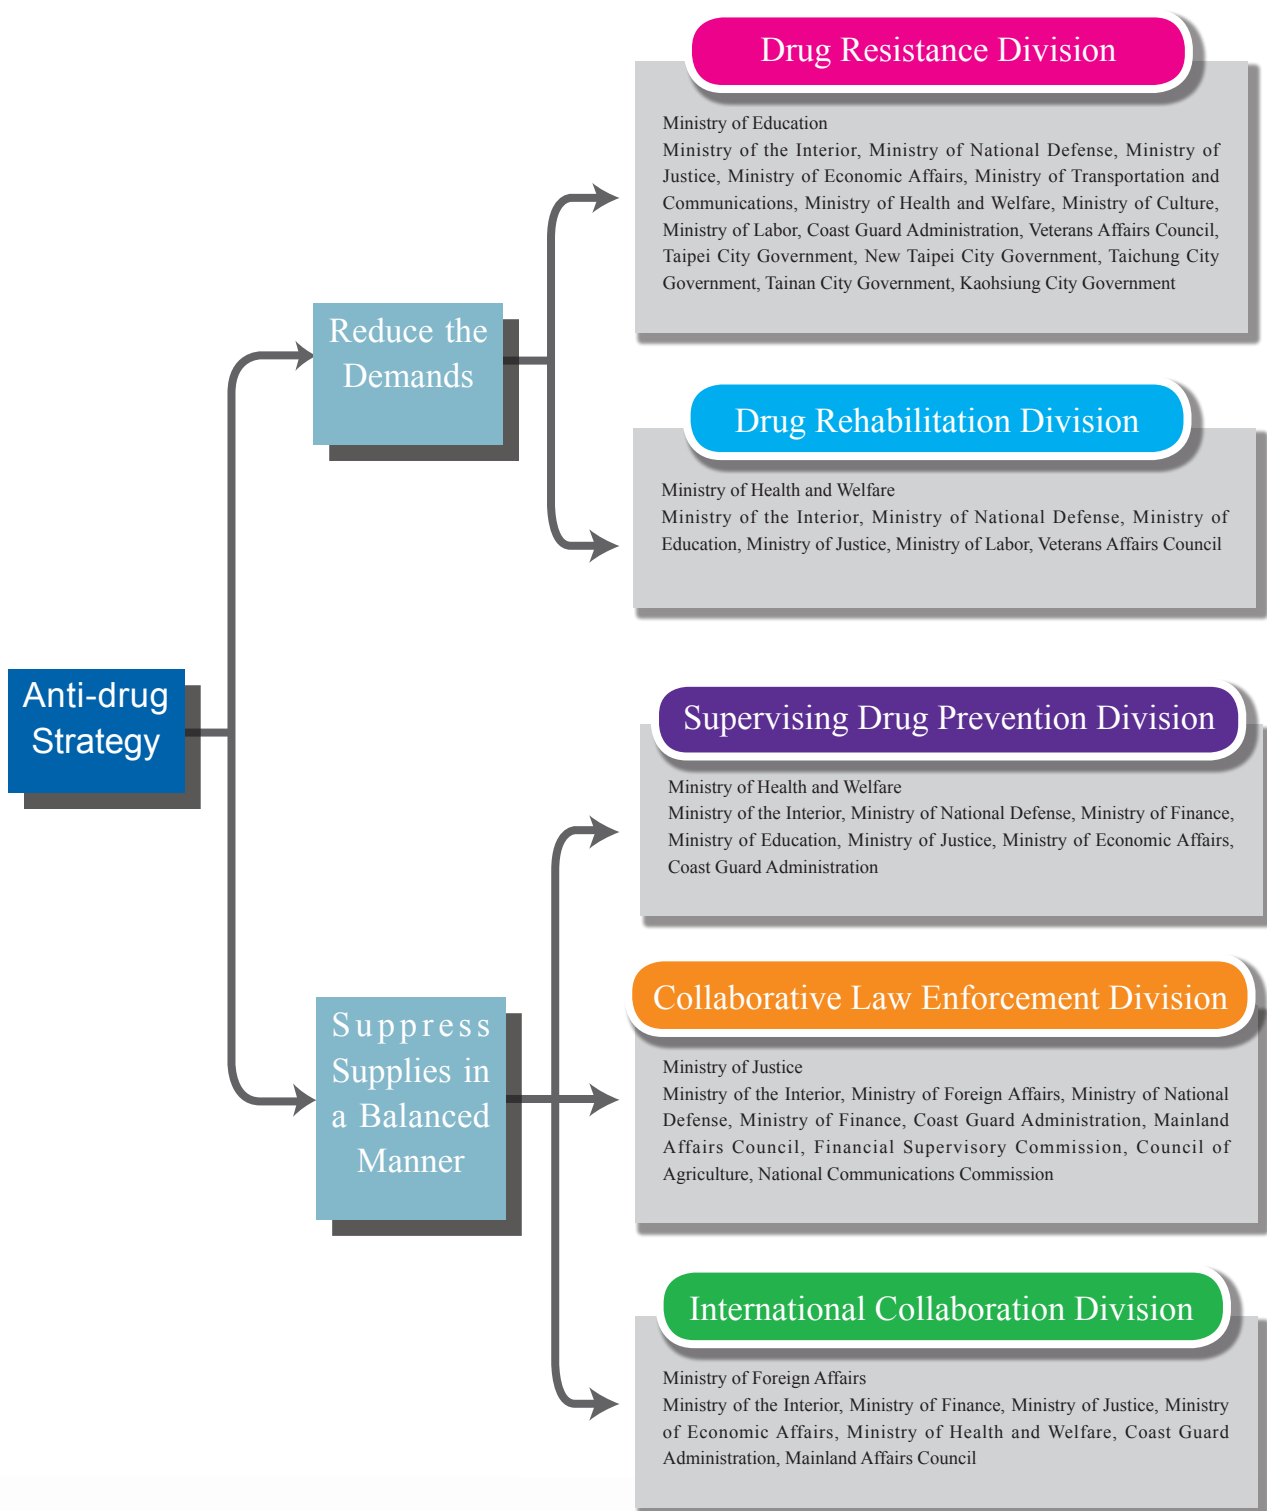 Drug Resistance Division
Ministry of Education
Ministry of the Interior, Ministry of National Defense, Ministry of
Justice, Ministry of Economic Affairs, Ministry of Transportation and
Communications, Ministry of Health and Welfare, Ministry of Culture,
Ministry of Labor, Coast Guard Administration, Veterans Affairs Council,
Taipei City Government, New Taipei City Government, Taichung City
Government, Tainan City Government, Kaohsiung City Government
Reduce the
Demands
Drug Rehabilitation Division
Ministry of Health and Welfare
Ministry of the Interior, Ministry of National Defense, Ministry of
Education, Ministry of Justice, Ministry of Labor, Veterans Affairs Council
Anti-drug
Strategy
Supervising Drug Prevention Division
Ministry of Health and Welfare
Ministry of the Interior, Ministry of National Defense, Ministry of Finance,
Ministry of Education, Ministry of Justice, Ministry of Economic Affairs,
Coast Guard Administration
Suppress
Supplies in
a Balanced
Manner
Collaborative Law Enforcement Division
Ministry of Justice
Ministry of the Interior, Ministry of Foreign Affairs, Ministry of National
Defense, Ministry of Finance, Coast Guard Administration, Mainland
Affairs Council, Financial Supervisory Commission, Council of
Agriculture, National Communications Commission
International Collaboration Division
Ministry of Foreign Affairs
Ministry of the Interior, Ministry of Finance, Ministry of Justice, Ministry
of Economic Affairs, Ministry of Health and Welfare, Coast Guard
Administration, Mainland Affairs Council